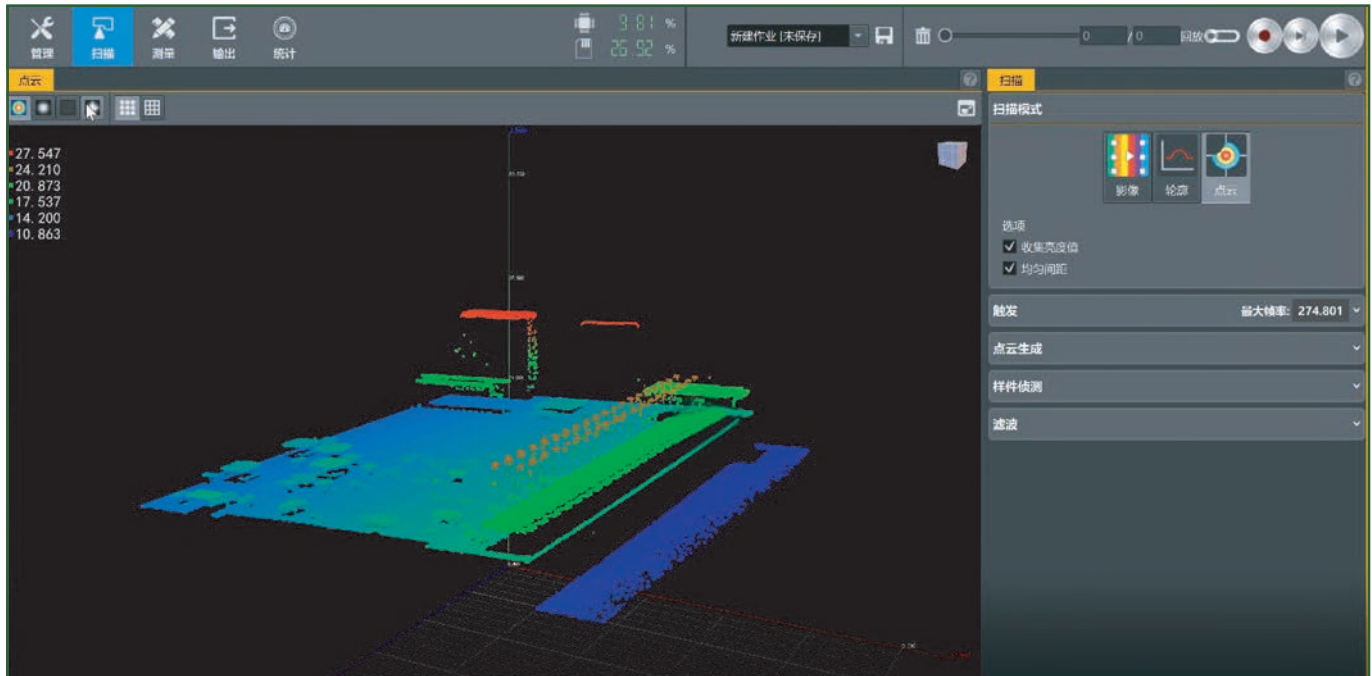 管理 扫描 测量 输出 统计
9.81 %
26.92 %
新建作业 [未保存]
0 / 0 回放
点云
扫描
扫描模式
27.547
24.210
20.873
17.537
14.200
10.863
影像 轮廓 点云
选项
收集亮度值
均匀间距
触发 最大帧率: 274.801
点云生成
样件侦测
滤波